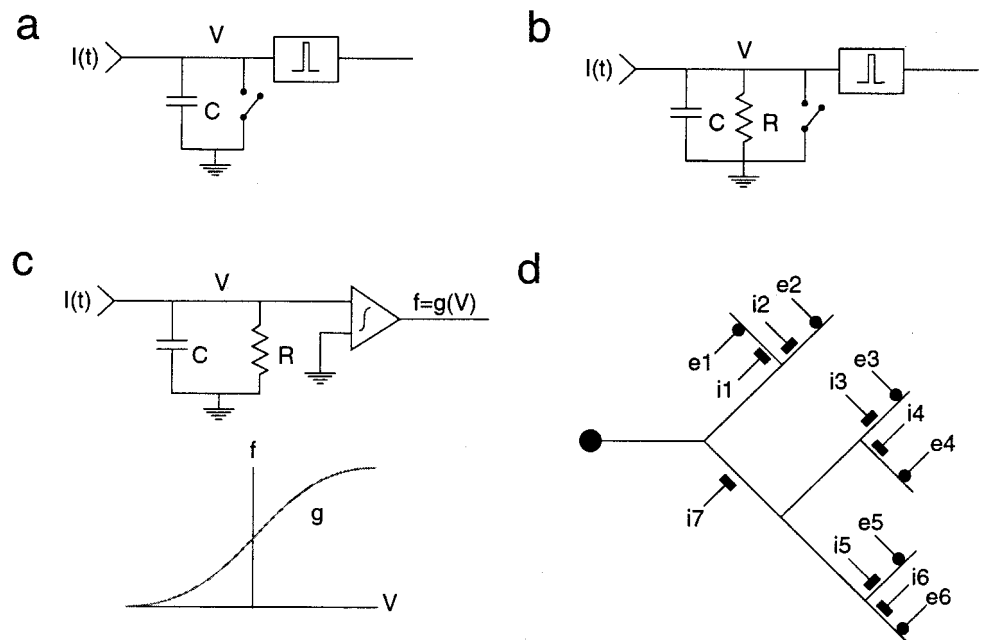 a
I(t)
V
C
b
I(t)
V
C
R
c
I(t)
V
C
R
f=g(V)
f
g
V
d
e1
i1
i2
e2
i3
e3
i4
e4
i7
i5
e5
i6
e6